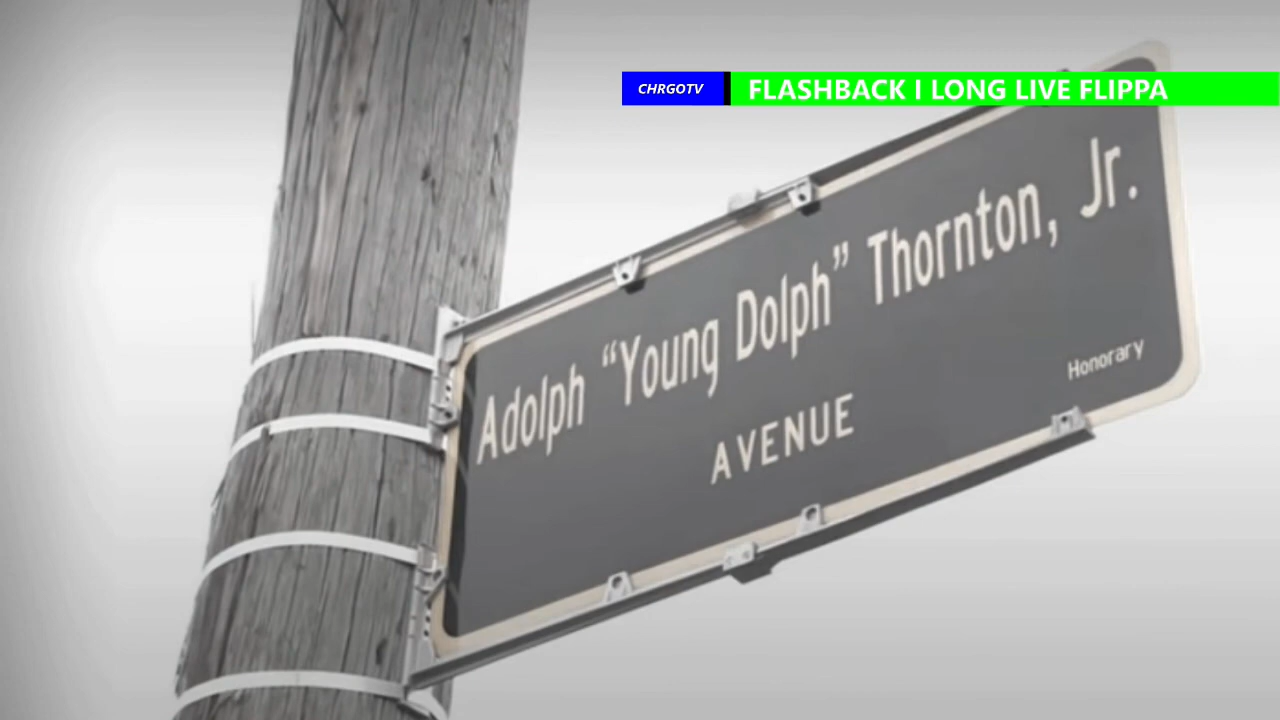 CHRGOTV
FLASHBACK I LONG LIVE FLIPPA
Adolph “Young Dolph” Thornton, Jr.
AVENUE
Honorary